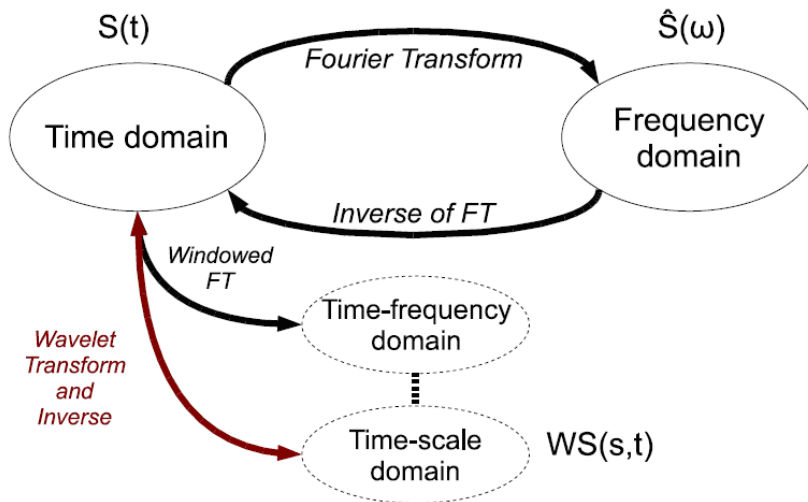 S(t)
Ŝ(ω)
Fourier Transform
Time domain
Frequency
domain
Inverse of FT
Windowed
FT
Time-frequency
domain
Wavelet
Transform
and
Inverse
Time-scale
domain
WS(s,t)